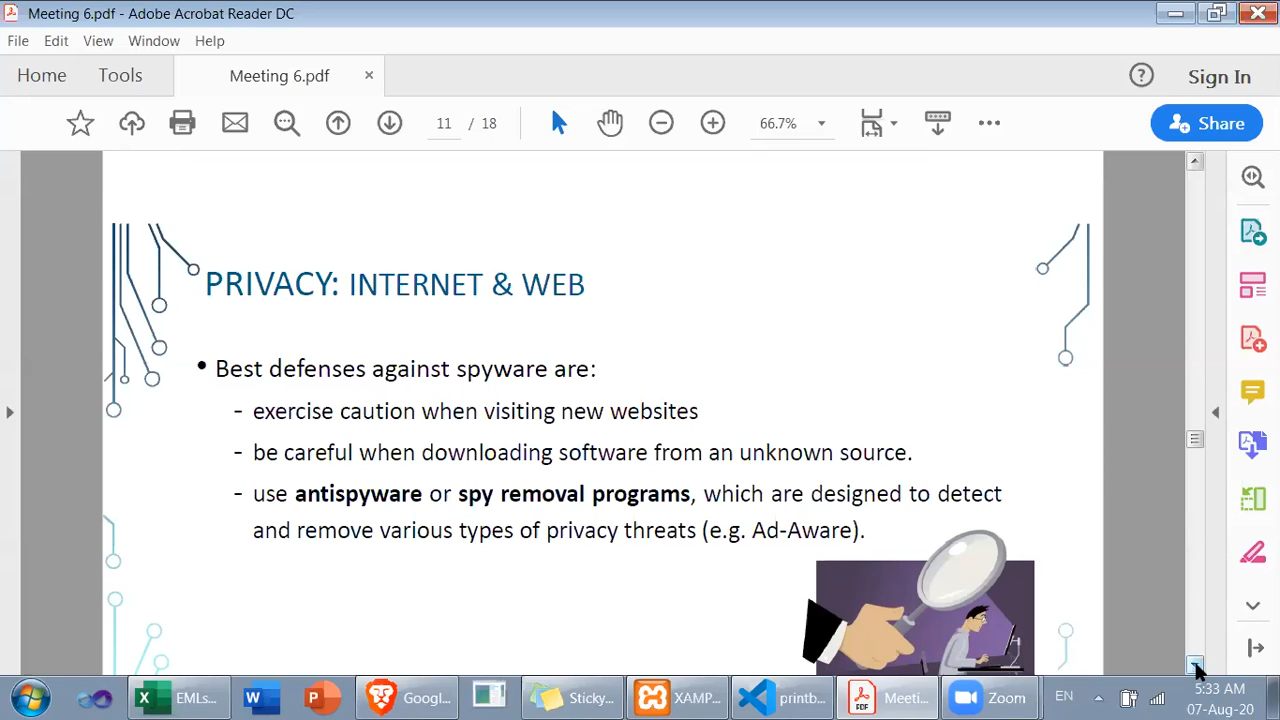 Meeting 6.pdf - Adobe Acrobat Reader DC
File Edit View Window Help
Home Tools Meeting 6.pdf × Sign In
11 / 18 66.7% Share
PRIVACY: INTERNET & WEB
• Best defenses against spyware are:
- exercise caution when visiting new websites
- be careful when downloading software from an unknown source.
- use antispyware or spy removal programs, which are designed to detect
and remove various types of privacy threats (e.g. Ad-Aware).
EMLs... Googl... Sticky... XAMP... printb... Meeti... Zoom EN 5:33 AM
07-Aug-20